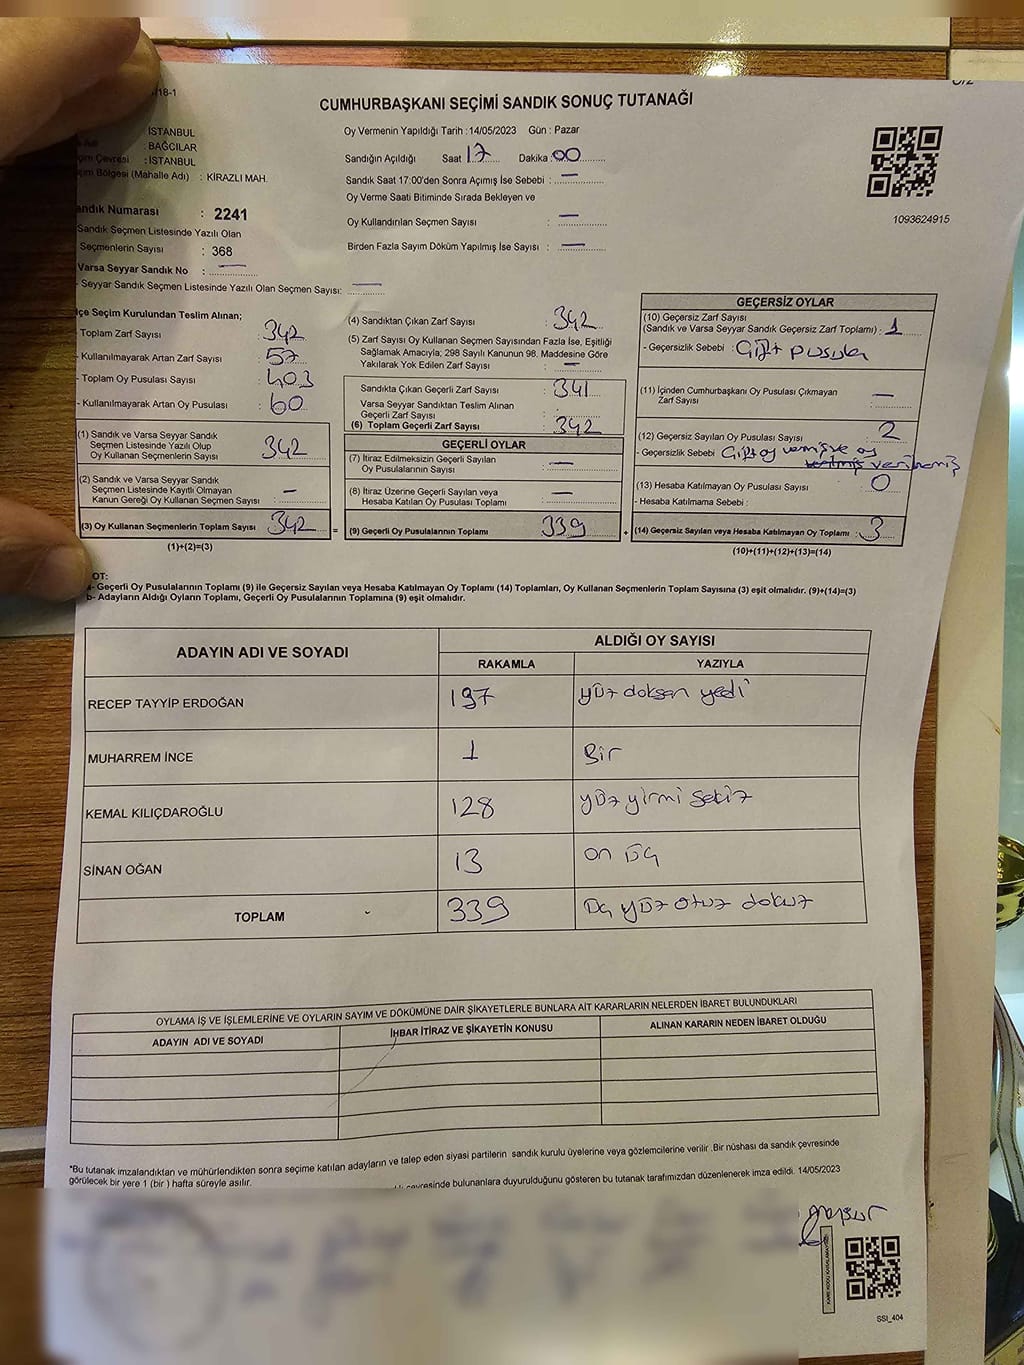 /18-1
CUMHURBAŞKANI SEÇİMİ SANDIK SONUÇ TUTANAĞI
İSTANBUL
: BAĞCILAR
çim Çevresi : İSTANBUL
çim Bölgesi (Mahalle Adı) : KİRAZLI MAH.
andık Numarası : 2241
Sandık Seçmen Listesinde Yazılı Olan
Seçmenlerin Sayısı : 368
Varsa Seyyar Sandık No : —
- Seyyar Sandık Seçmen Listesinde Yazılı Olan Seçmen Sayısı: —
Oy Vermenin Yapıldığı Tarih : 14/05/2023 Gün : Pazar
Sandığın Açıldığı Saat 17 Dakika 00
Sandık Saat 17:00'den Sonra Açımış İse Sebebi : —
Oy Verme Saati Bitiminde Sırada Bekleyen ve
Oy Kullandırılan Seçmen Sayısı : —
Birden Fazla Sayım Döküm Yapılmış İse Sayısı : —
1093624915
lçe Seçim Kurulundan Teslim Alınan;
- Toplam Zarf Sayısı : 342
- Kullanılmayarak Artan Zarf Sayısı : 57
- Toplam Oy Pusulası Sayısı : 403
- Kullanılmayarak Artan Oy Pusulası : 60
(1) Sandık ve Varsa Seyyar Sandık
Seçmen Listesinde Yazılı Olup
Oy Kullanan Seçmenlerin Sayısı : 342
(2) Sandık ve Varsa Seyyar Sandık
Seçmen Listesinde Kayıtlı Olmayan
Kanun Gereği Oy Kullanan Seçmen Sayısı : —
(3) Oy Kullanan Seçmenlerin Toplam Sayısı : 342 =
(1)+(2)=(3)
(4) Sandıktan Çıkan Zarf Sayısı : 342
(5) Zarf Sayısı Oy Kullanan Seçmen Sayısından Fazla İse, Eşitliği
Sağlamak Amacıyla; 298 Sayılı Kanunun 98. Maddesine Göre
Yakılarak Yok Edilen Zarf Sayısı : —
Sandıkta Çıkan Geçerli Zarf Sayısı : 341
Varsa Seyyar Sandıktan Teslim Alınan
Geçerli Zarf Sayısı :
(6) Toplam Geçerli Zarf Sayısı : 342
GEÇERLİ OYLAR
(7) İtiraz Edilmeksizin Geçerli Sayılan
Oy Pusulalarının Sayısı : —
(8) İtiraz Üzerine Geçerli Sayılan veya
Hesaba Katılan Oy Pusulası Toplamı : —
(9) Geçerli Oy Pusulalarının Toplamı : 339 +
GEÇERSİZ OYLAR
(10) Geçersiz Zarf Sayısı
(Sandık ve Varsa Seyyar Sandık Geçersiz Zarf Toplamı) : 1
- Geçersizlik Sebebi : Çift pusula
(11) İçinden Cumhurbaşkanı Oy Pusulası Çıkmayan
Zarf Sayısı : —
(12) Geçersiz Sayılan Oy Pusulası Sayısı : 2
- Geçersizlik Sebebi : Çift oy vermiş ve oy
verilmemiş
(13) Hesaba Katılmayan Oy Pusulası Sayısı : 0
- Hesaba Katılmama Sebebi :
(14) Geçersiz Sayılan veya Hesaba Katılmayan Oy Toplamı : 3
(10)+(11)+(12)+(13)=(14)
OT:
a- Geçerli Oy Pusulalarının Toplamı (9) ile Geçersiz Sayılan veya Hesaba Katılmayan Oy Toplamı (14) Toplamları, Oy Kullanan Seçmenlerin Toplam Sayısına (3) eşit olmalıdır. (9)+(14)=(3)
b- Adayların Aldığı Oyların Toplamı, Geçerli Oy Pusulalarının Toplamına (9) eşit olmalıdır.
ADAYIN ADI VE SOYADI ALDIĞI OY SAYISI
RAKAMLA YAZIYLA
RECEP TAYYİP ERDOĞAN 197 yüz doksan yedi
MUHARREM İNCE 1 Bir
KEMAL KILIÇDAROĞLU 128 yüz yirmi sekiz
SİNAN OĞAN 13 on üç
TOPLAM 339 üç yüz otuz dokuz
OYLAMA İŞ VE İŞLEMLERİNE VE OYLARIN SAYIM VE DÖKÜMÜNE DAİR ŞİKAYETLERLE BUNLARA AİT KARARLARIN NELERDEN İBARET BULUNDUKLARI
ADAYIN ADI VE SOYADI İHBAR İTİRAZ VE ŞİKAYETİN KONUSU ALINAN KARARIN NEDEN İBARET OLDUĞU
*Bu tutanak imzalandıktan ve mühürlendikten sonra seçime katılan adayların ve talep eden siyasi partilerin sandık kurulu üyelerine veya gözlemcilerine verilir .Bir nüshası da sandık çevresinde
görülecek bir yere 1 (bir ) hafta süreyle asılır.
çevresinde bulunanlara duyurulduğunu gösteren bu tutanak tarafımızdan düzenlenerek imza edildi. 14/05/2023
SSI_404